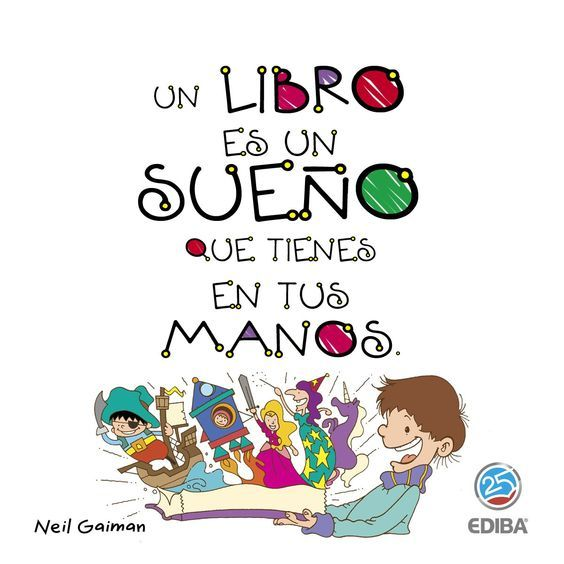 UN LIBRO
ES UN
SUEÑO
QUE TIENES
EN TUS
MANOS.
Neil Gaiman
25
EDIBA®